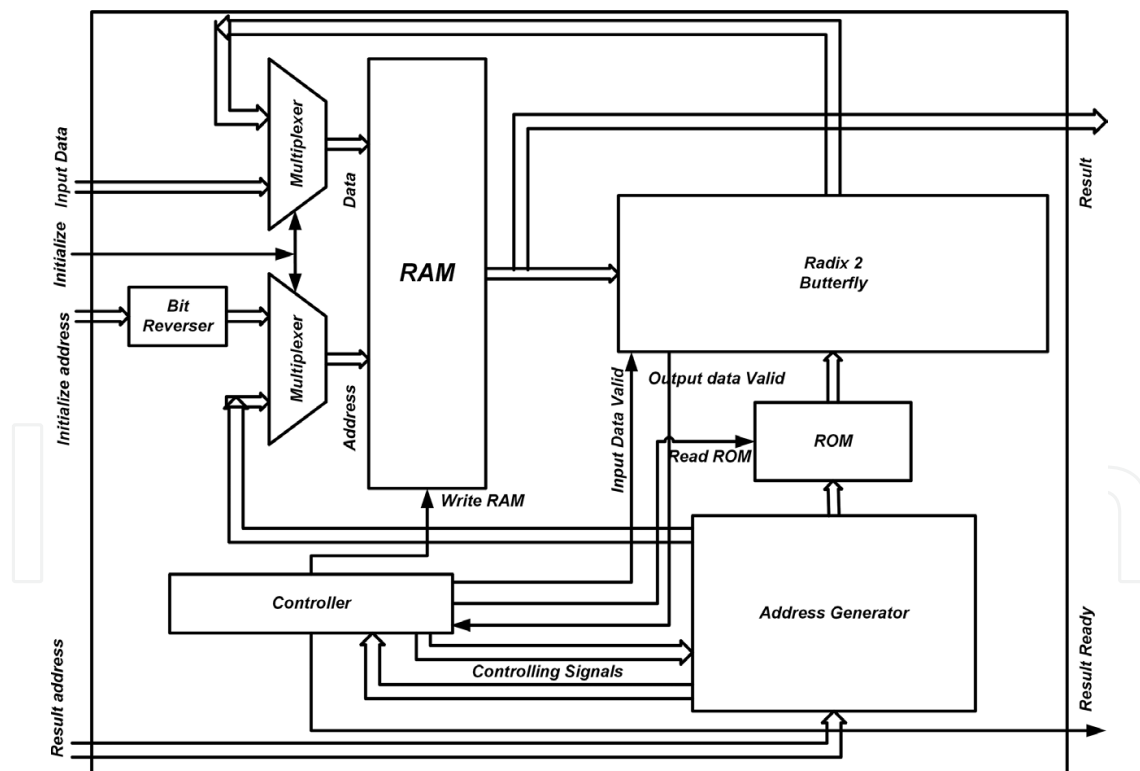 Multiplexer
Input Data
Data
Result
Initialize
RAM
Radix 2
Butterfly
Bit
Reverser
Initialize address
Multiplexer
Address
Output data Valid
Input Data Valid
ROM
Read ROM
Write RAM
Controller
Address Generator
Controlling Signals
Result address
Result Ready